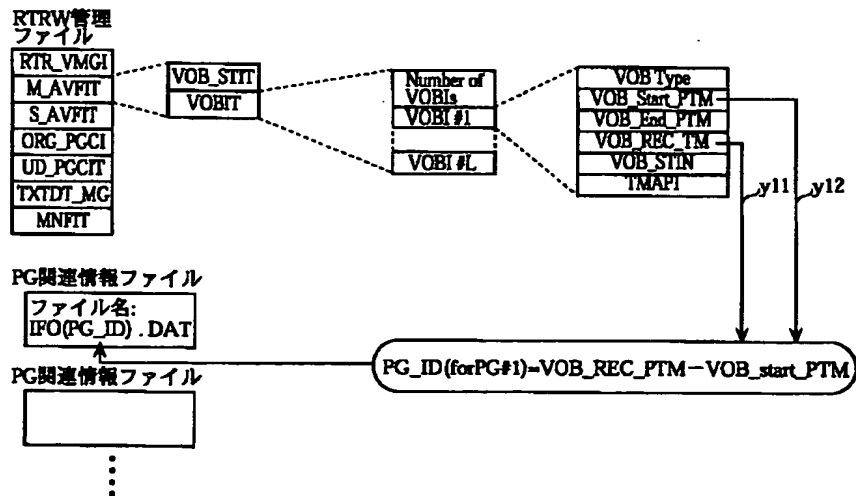 RTRW管理
ファイル
RTR_VMGI
M_AVFIT
S_AVFIT
ORG_PGCI
UD_PGCIT
TXTDT_MG
MNFIT
VOB_STIT
VOBIT
Number of
VOBIs
VOBI #1
VOBI #L
VOB Type
VOB_Start_PTM
VOB_End_PTM
VOB_REC_TM
VOB_STIN
TMAPI
y11
y12
PG関連情報ファイル
ファイル名:
IFO(PG_ID) . DAT
PG_ID(forPG#1)=VOB_REC_PTM－VOB_start_PTM
PG関連情報ファイル